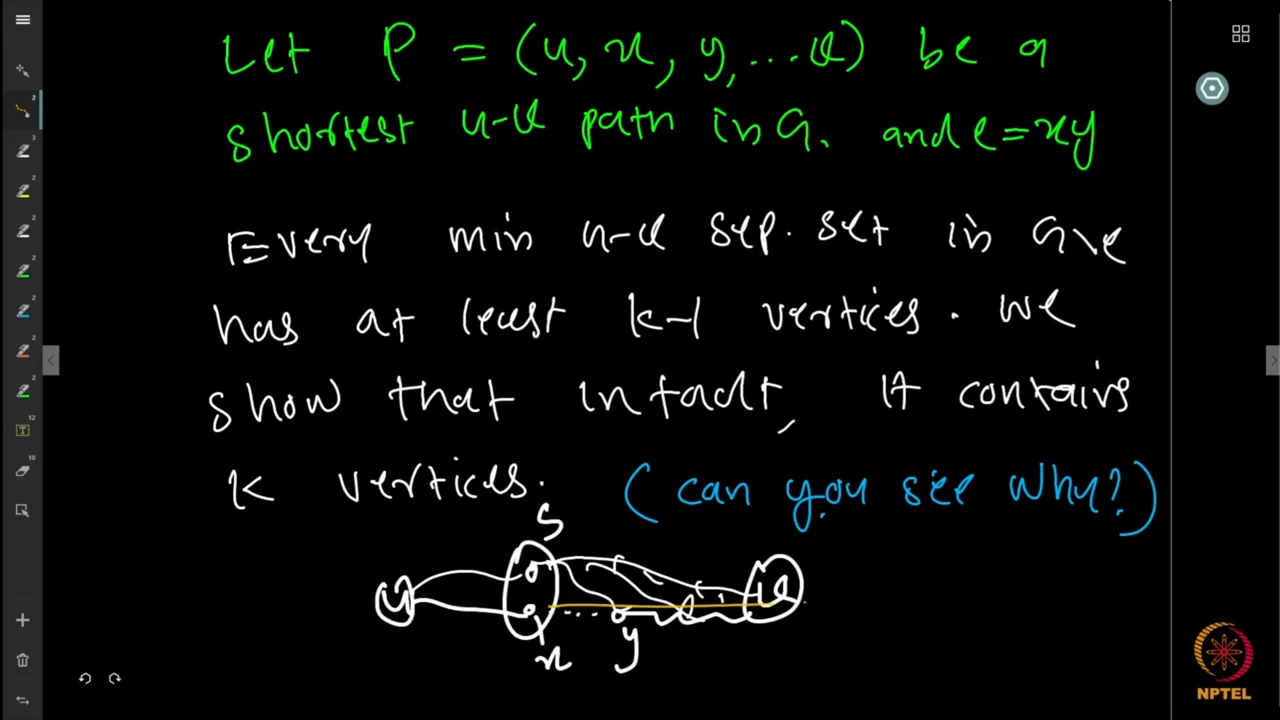 Let P = (u, x, y, ... v) be a
shortest u-v path in G. and e=xy
Every min u-v sep. set in G\e
has at least k-1 vertices. We
show that infact, it contains
k vertices. (can you see why?)
S
u v
x y
NPTEL